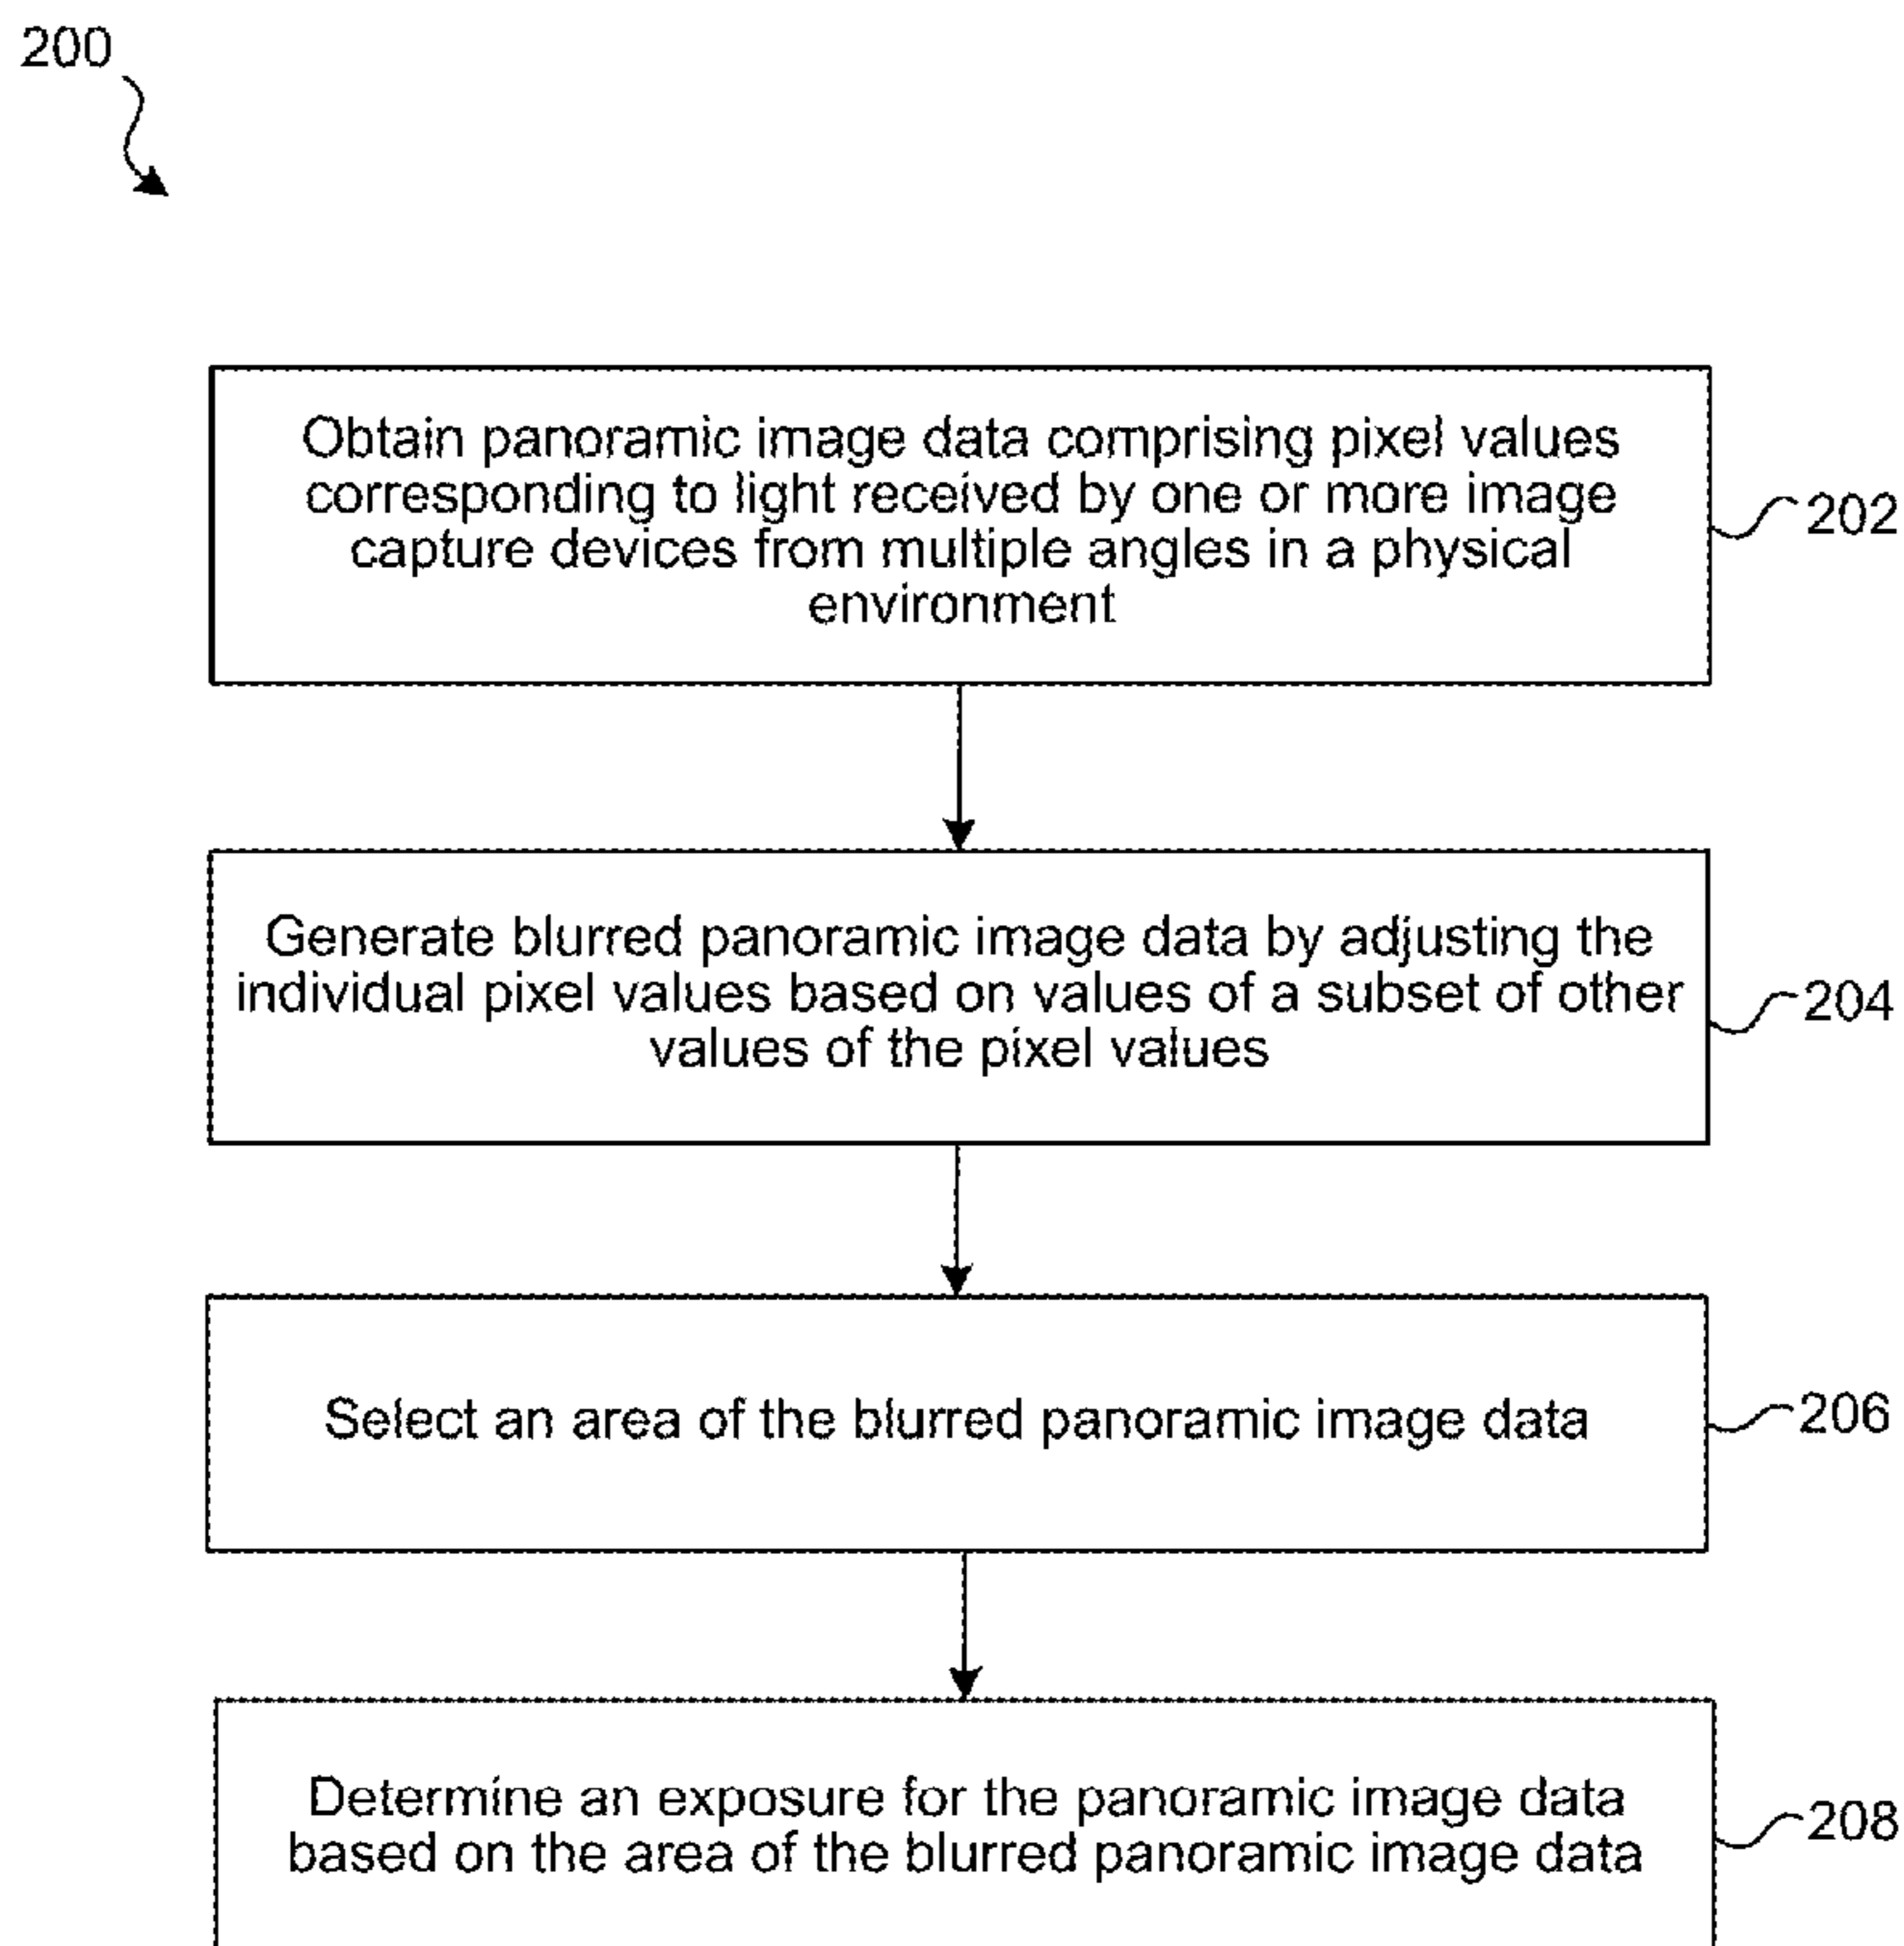 200
Obtain panoramic image data comprising pixel values
corresponding to light received by one or more image
capture devices from multiple angles in a physical
environment
202
Generate blurred panoramic image data by adjusting the
individual pixel values based on values of a subset of other
values of the pixel values
204
Select an area of the blurred panoramic image data
206
Determine an exposure for the panoramic image data
based on the area of the blurred panoramic image data
208